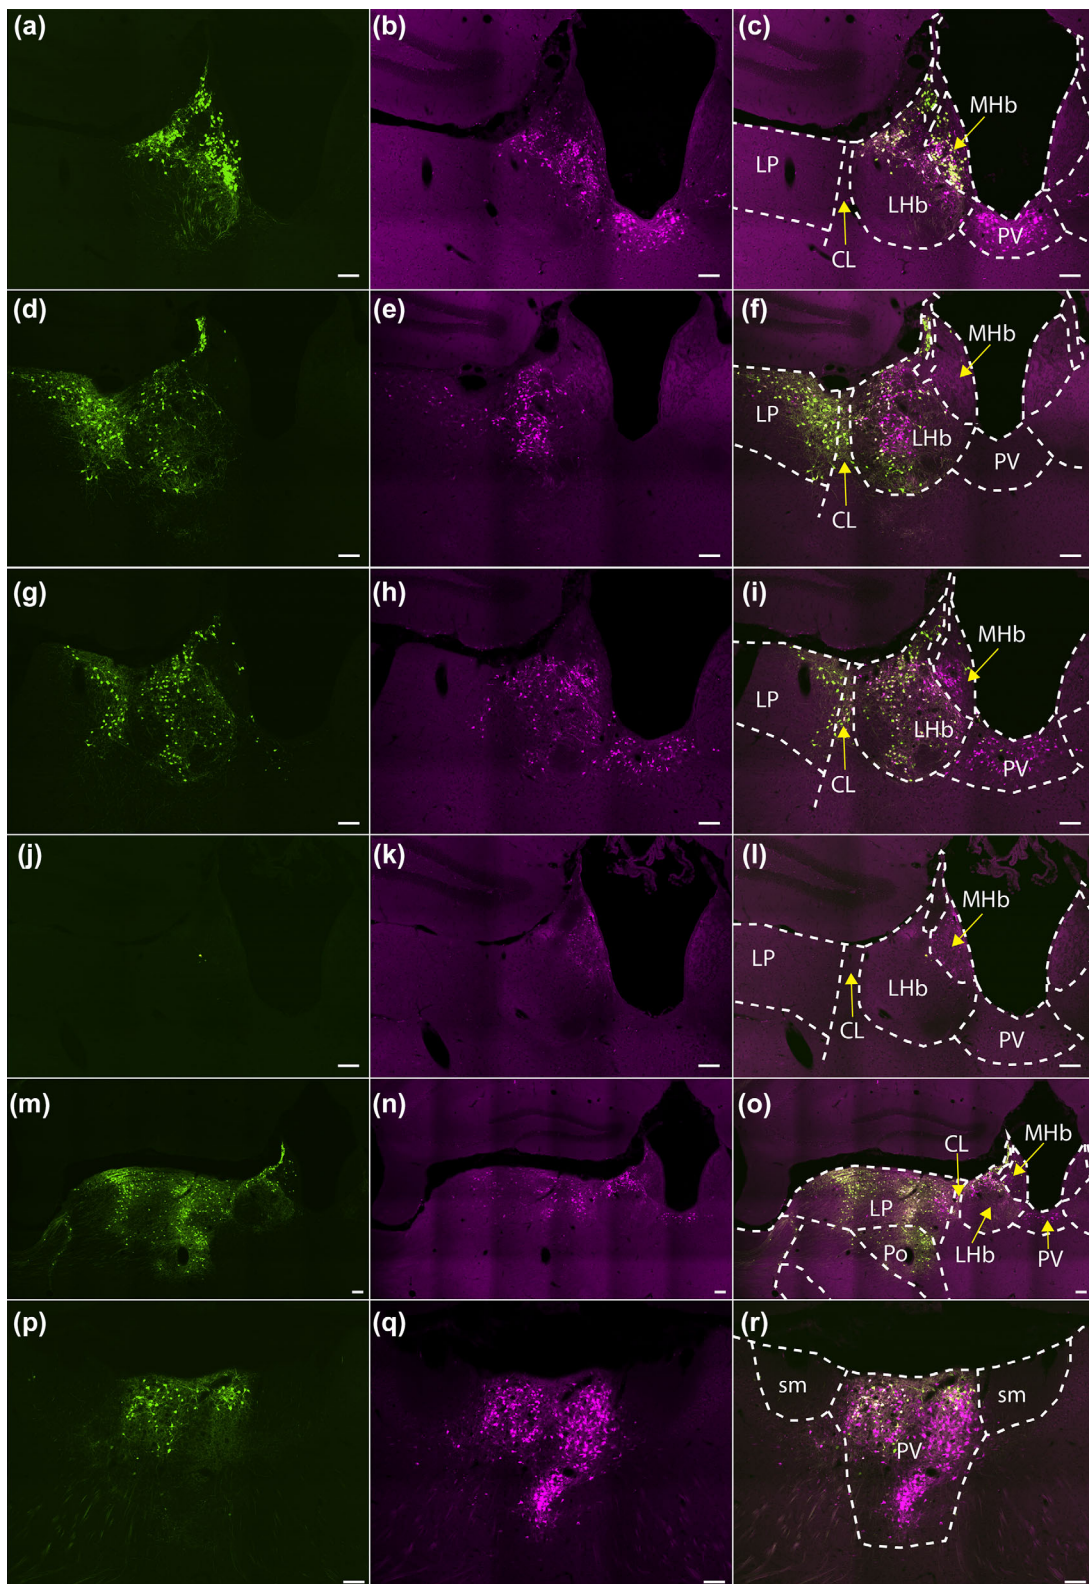 (a) (b) (c)
MHb
LP
LHb
CL
PV
(d) (e) (f)
MHb
LP
LHb
PV
CL
(g) (h) (i)
MHb
LP
LHb
PV
CL
(j) (k) (l)
MHb
LP
LHb
CL
PV
(m) (n) (o)
CL MHb
LP
Po
LHb PV
(p) (q) (r)
sm sm
PV